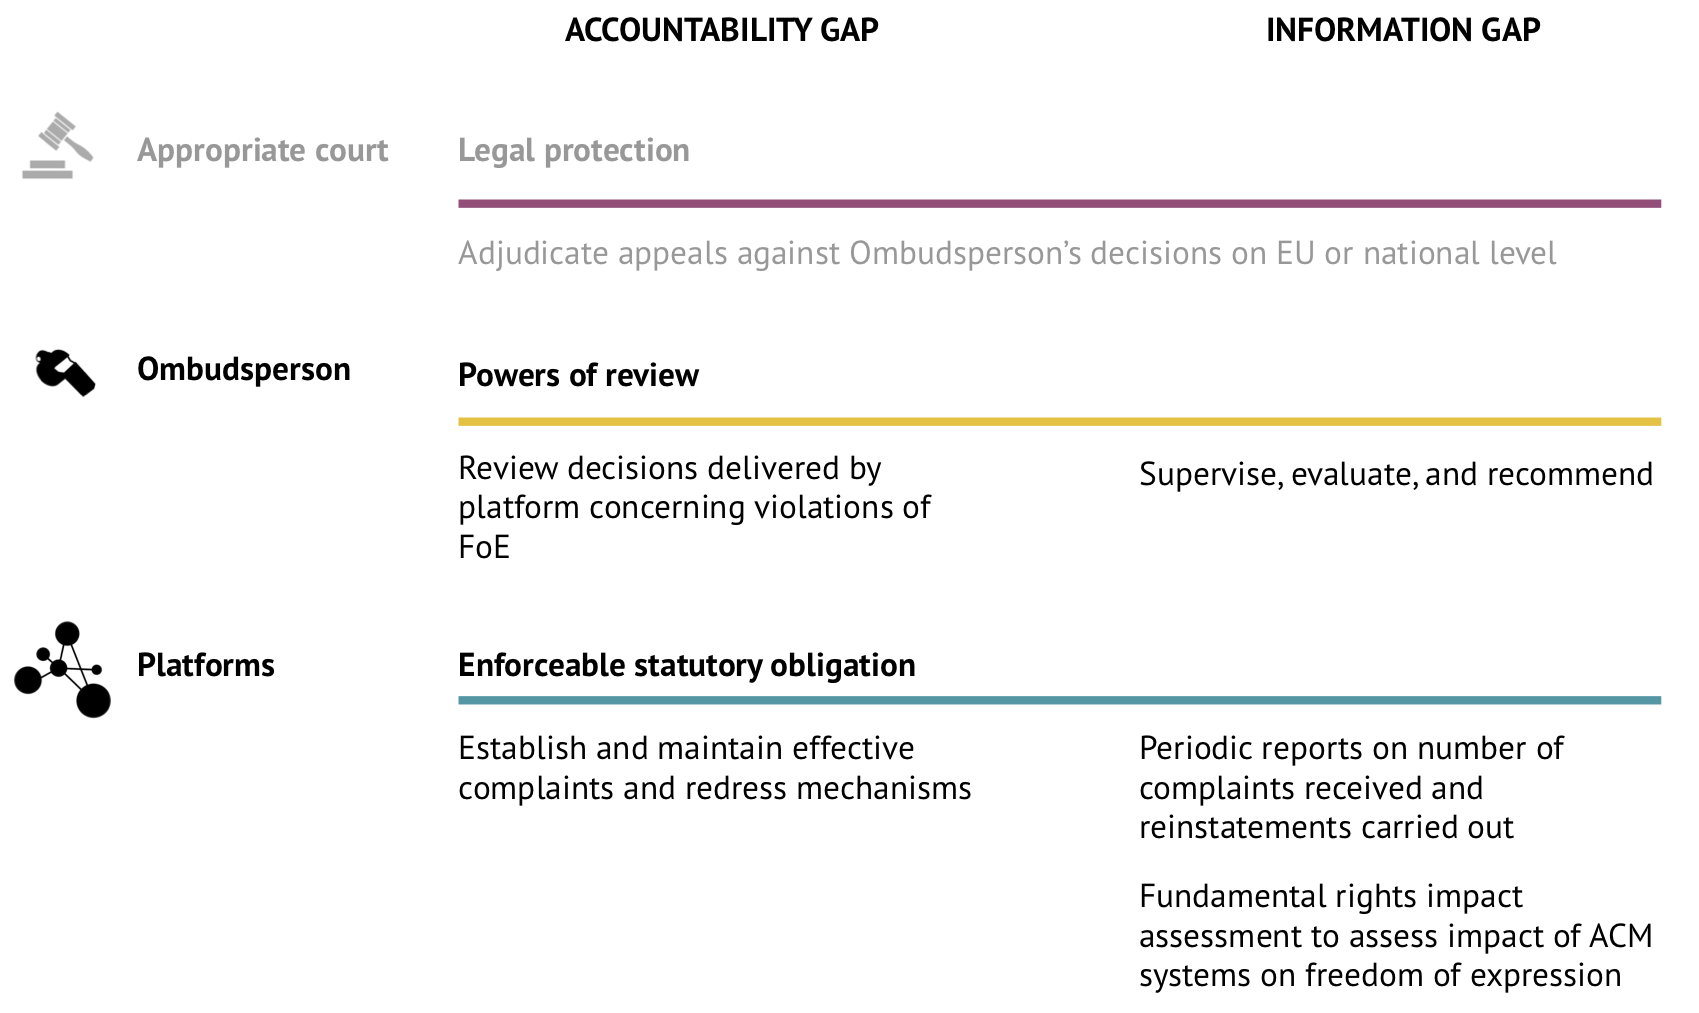 ACCOUNTABILITY GAP
INFORMATION GAP
Appropriate court
Legal protection
Adjudicate appeals against Ombudsperson’s decisions on EU or national level
Ombudsperson
Powers of review
Review decisions delivered by
platform concerning violations of
FoE
Supervise, evaluate, and recommend
Platforms
Enforceable statutory obligation
Establish and maintain effective
complaints and redress mechanisms
Periodic reports on number of
complaints received and
reinstatements carried out
Fundamental rights impact
assessment to assess impact of ACM
systems on freedom of expression